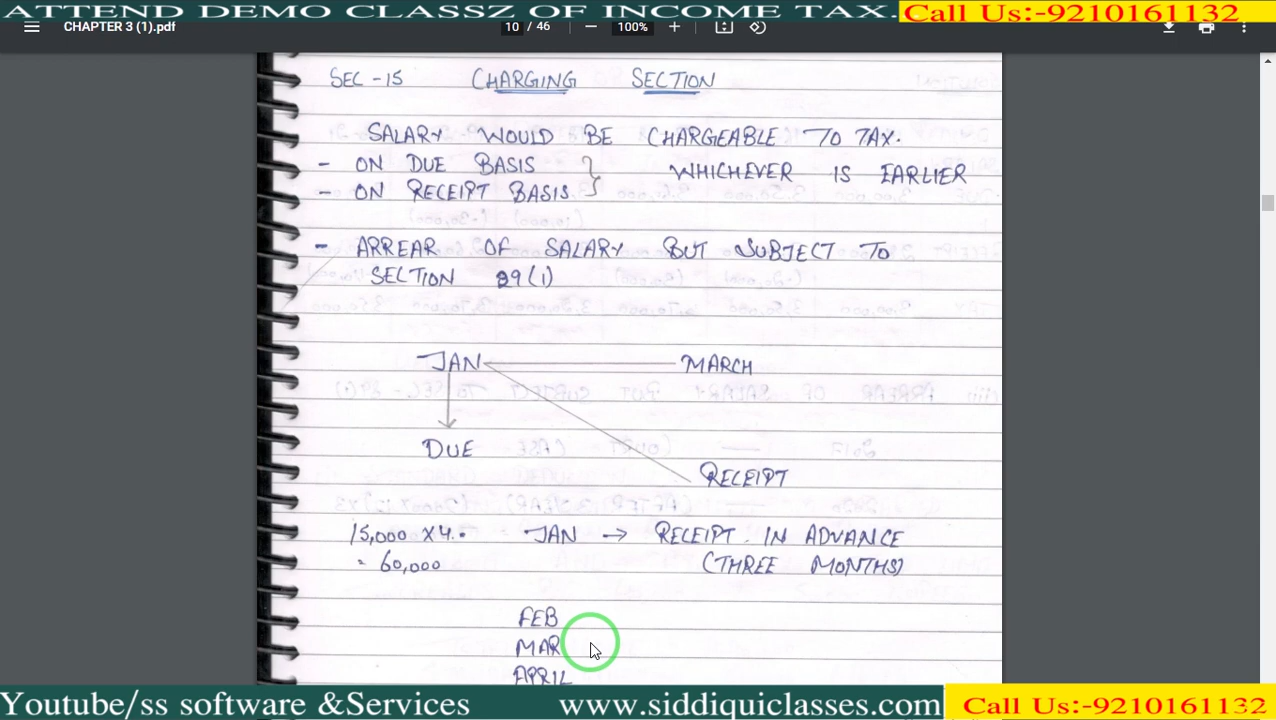 ATTEND DEMO CLASSZ OF INCOME TAX.
Call Us:-9210161132
CHAPTER 3 (1).pdf
10 / 46
100%
SEC-15 CHARGING SECTION
SALARY WOULD BE CHARGEABLE TO TAX.
- ON DUE BASIS
- ON RECEIPT BASIS
WHICHEVER IS EARLIER
- ARREAR OF SALARY BUT SUBJECT TO
SECTION 89(1)
JAN MARCH
DUE
RECEIPT
15,000 X4. JAN → RECEIPT IN ADVANCE
= 60,000 (THREE MONTHS)
FEB
MAR
APRIL
Youtube/ss software &Services
www.siddiquiclasses.com
Call Us:-9210161132